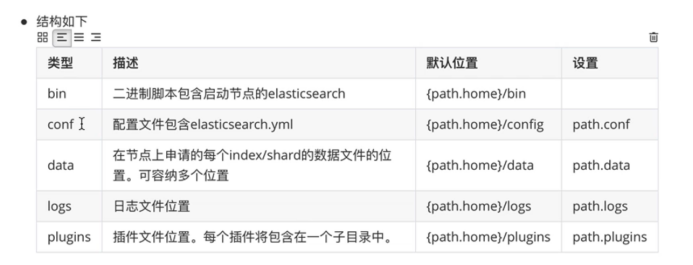 结构如下
类型 描述 默认位置 设置
bin 二进制脚本包含启动节点的elasticsearch {path.home}/bin
conf 配置文件包含elasticsearch.yml {path.home}/config path.conf
data 在节点上申请的每个index/shard的数据文件的位置。可容纳多个位置 {path.home}/data path.data
logs 日志文件位置 {path.home}/logs path.logs
plugins 插件文件位置。每个插件将包含在一个子目录中。 {path.home}/plugins path.plugins